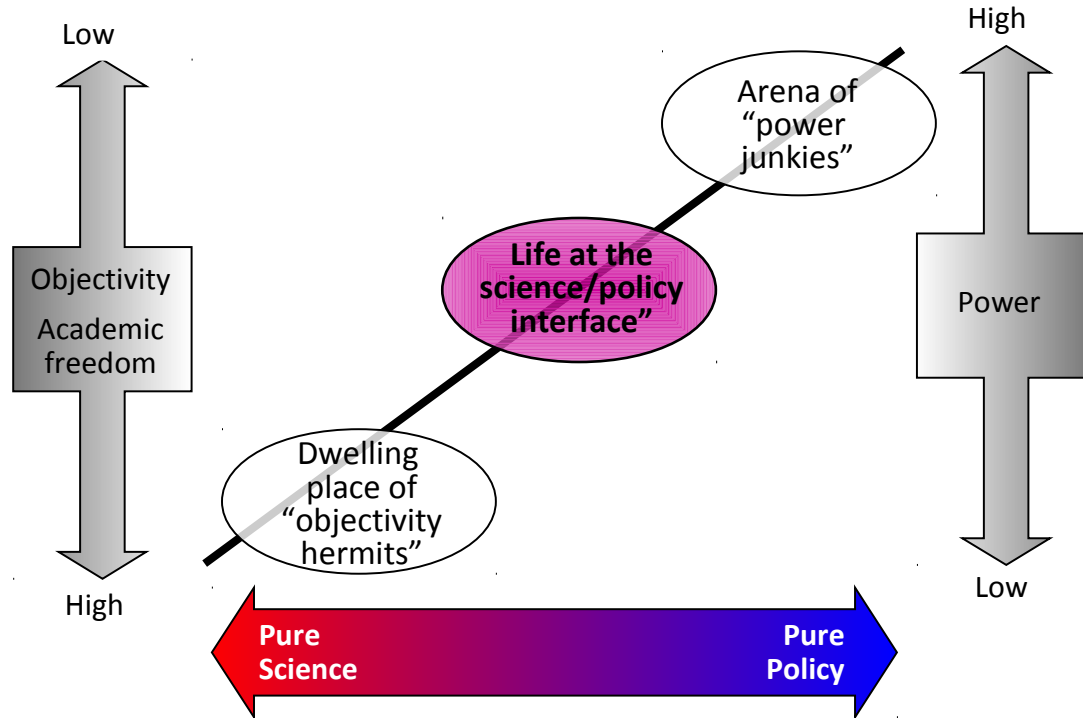 Low
High
Arena of
“power
junkies”
Life at the
science/policy
interface”
Objectivity
Academic
freedom
Power
Dwelling
place of
“objectivity
hermits”
High
Low
Pure
Science
Pure
Policy